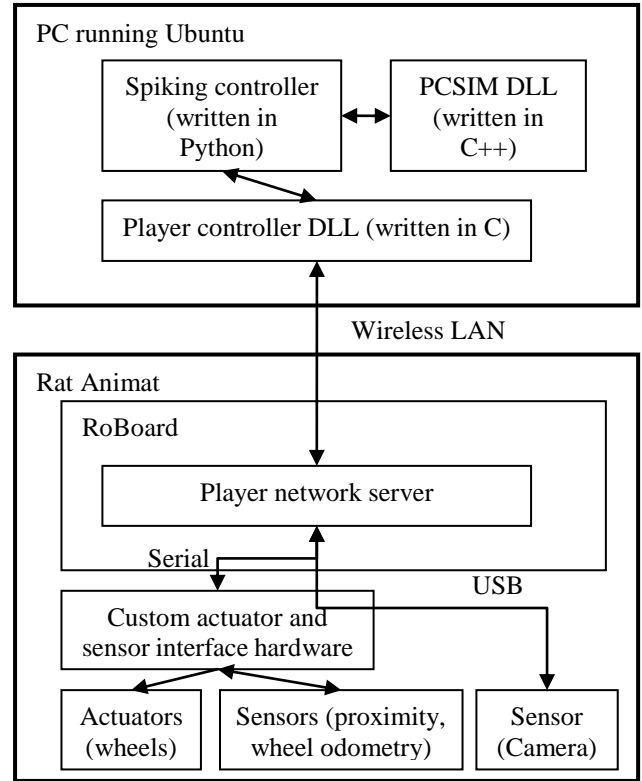 PC running Ubuntu
Spiking controller
(written in
Python)
PCSIM DLL
(written in
C++)
Player controller DLL (written in C)
Wireless LAN
Rat Animat
RoBoard
Player network server
Serial
USB
Custom actuator and
sensor interface hardware
Actuators
(wheels)
Sensors (proximity,
wheel odometry)
Sensor
(Camera)